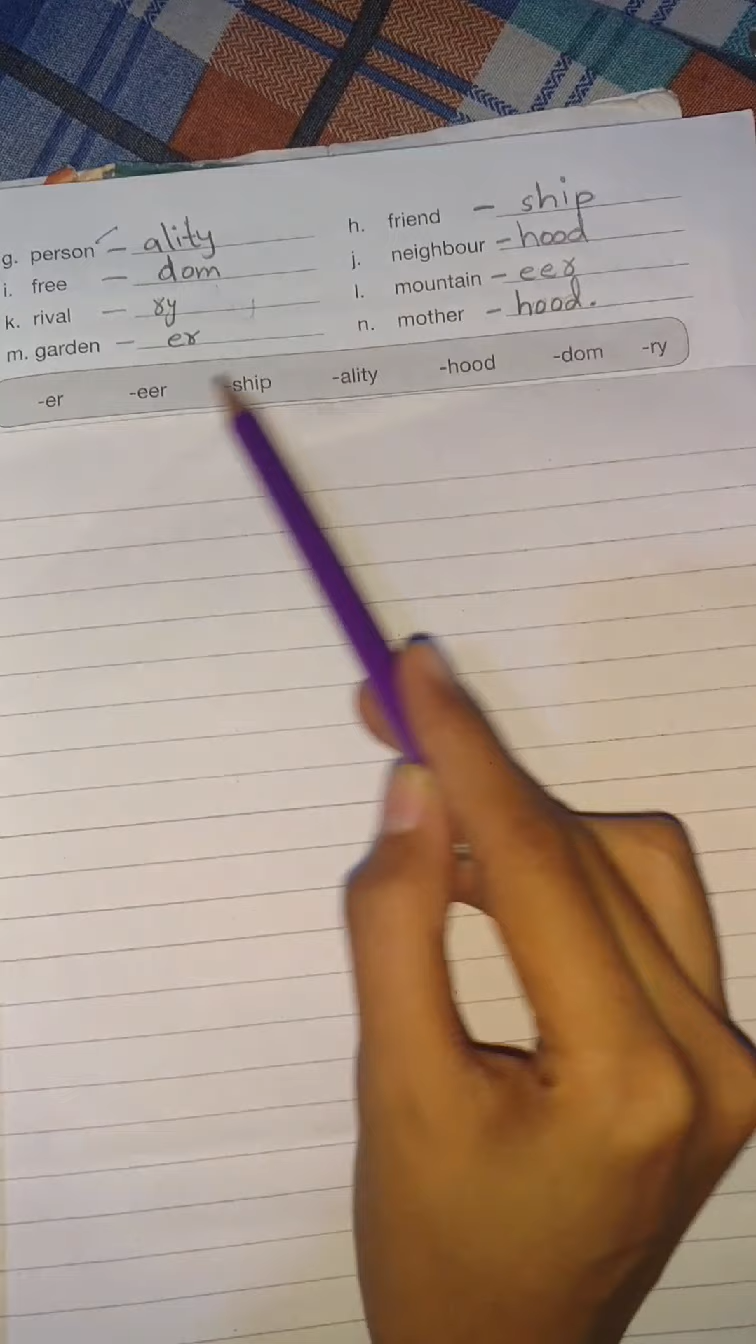 g. person - ality h. friend - ship
i. free - dom j. neighbour - hood
k. rival - ry l. mountain - eer
m. garden - er n. mother - hood.
-er -eer -ship -ality -hood -dom -ry